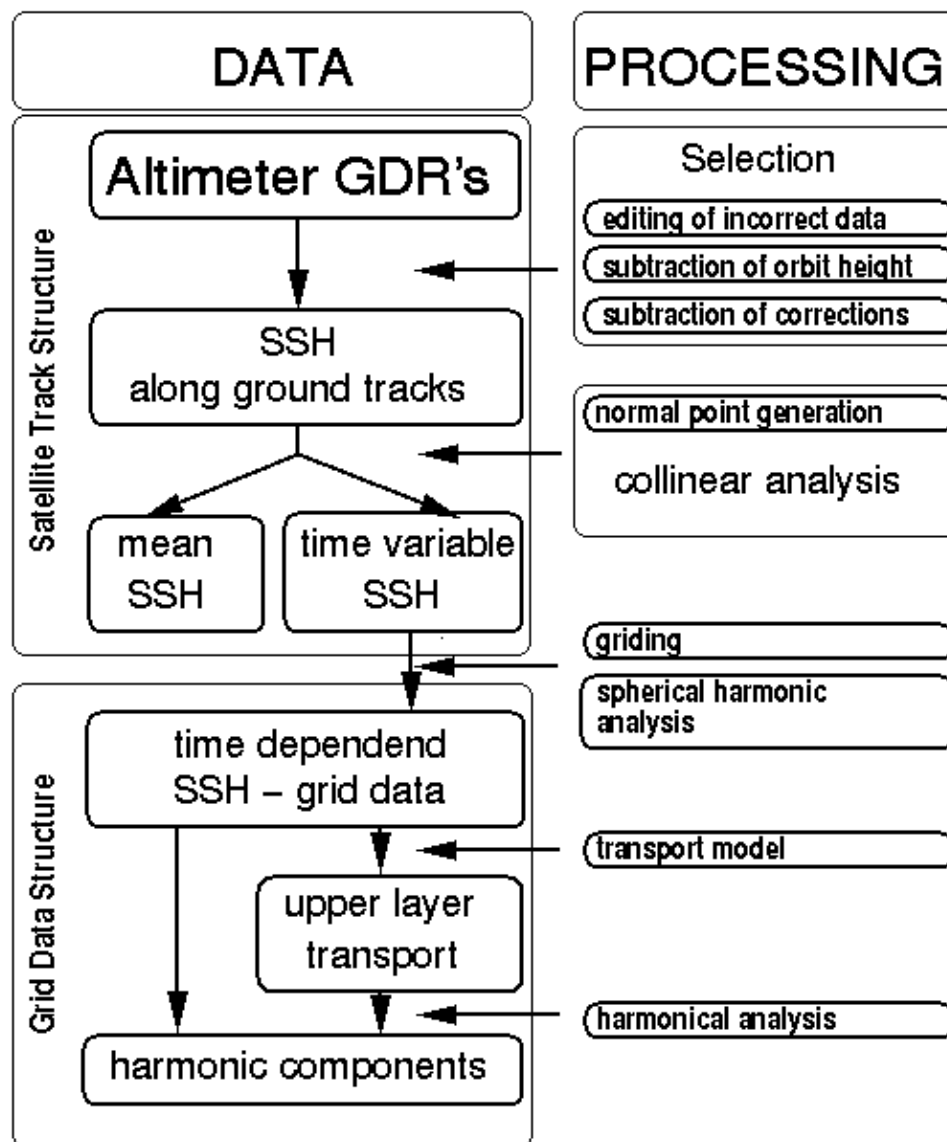 DATA
PROCESSING
Satellite Track Structure
Altimeter GDR's
SSH
along ground tracks
mean
SSH
time variable
SSH
Selection
editing of incorrect data
subtraction of orbit height
subtraction of corrections
normal point generation
collinear analysis
griding
spherical harmonic
analysis
Grid Data Structure
time dependend
SSH – grid data
upper layer
transport
harmonic components
transport model
harmonical analysis